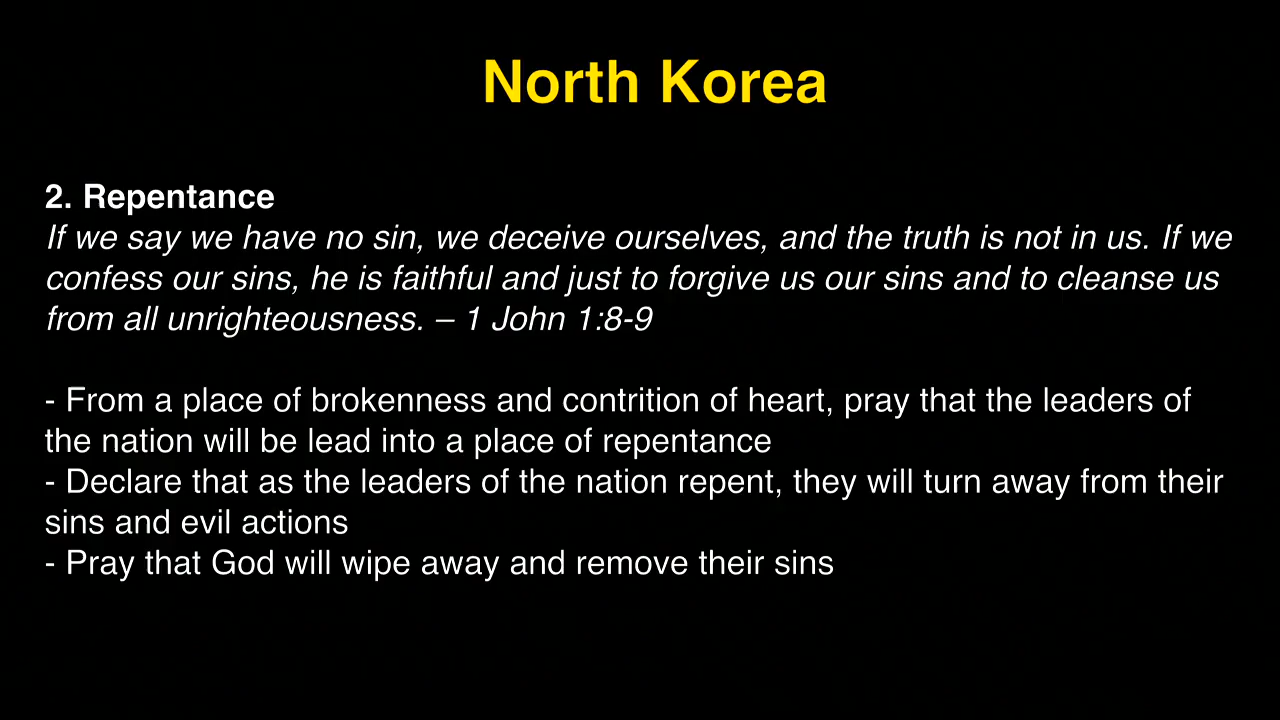 North Korea
2. Repentance
If we say we have no sin, we deceive ourselves, and the truth is not in us. If we
confess our sins, he is faithful and just to forgive us our sins and to cleanse us
from all unrighteousness. – 1 John 1:8-9
- From a place of brokenness and contrition of heart, pray that the leaders of
the nation will be lead into a place of repentance
- Declare that as the leaders of the nation repent, they will turn away from their
sins and evil actions
- Pray that God will wipe away and remove their sins